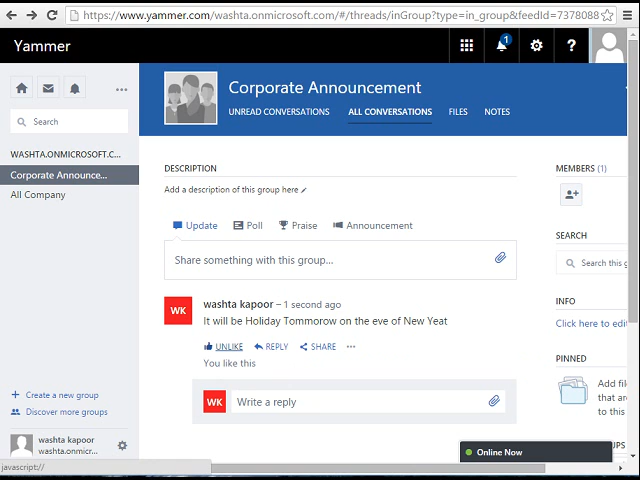 https://www.yammer.com/washta.onmicrosoft.com/#/threads/inGroup?type=in_group&feedId=7378088
Yammer
1
?
Search
WASHTA.ONMICROSOFT.C...
Corporate Announce...
All Company
Corporate Announcement
UNREAD CONVERSATIONS ALL CONVERSATIONS FILES NOTES
DESCRIPTION
Add a description of this group here
Update Poll Praise Announcement
Share something with this group...
WK
washta kapoor – 1 second ago
It will be Holiday Tommorow on the eve of New Yeat
UNLIKE REPLY SHARE
You like this
WK Write a reply
MEMBERS (1)
SEARCH
Search this g
INFO
Click here to edi
PINNED
Add file
that are
to this
UPS
+ Create a new group
Discover more groups
washta kapoor
washta.onmicr...
javascript://
Online Now